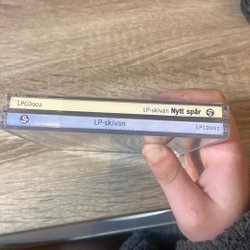 LPCD002 LP-skivan Nytt spår
LP-skivan LPCD001